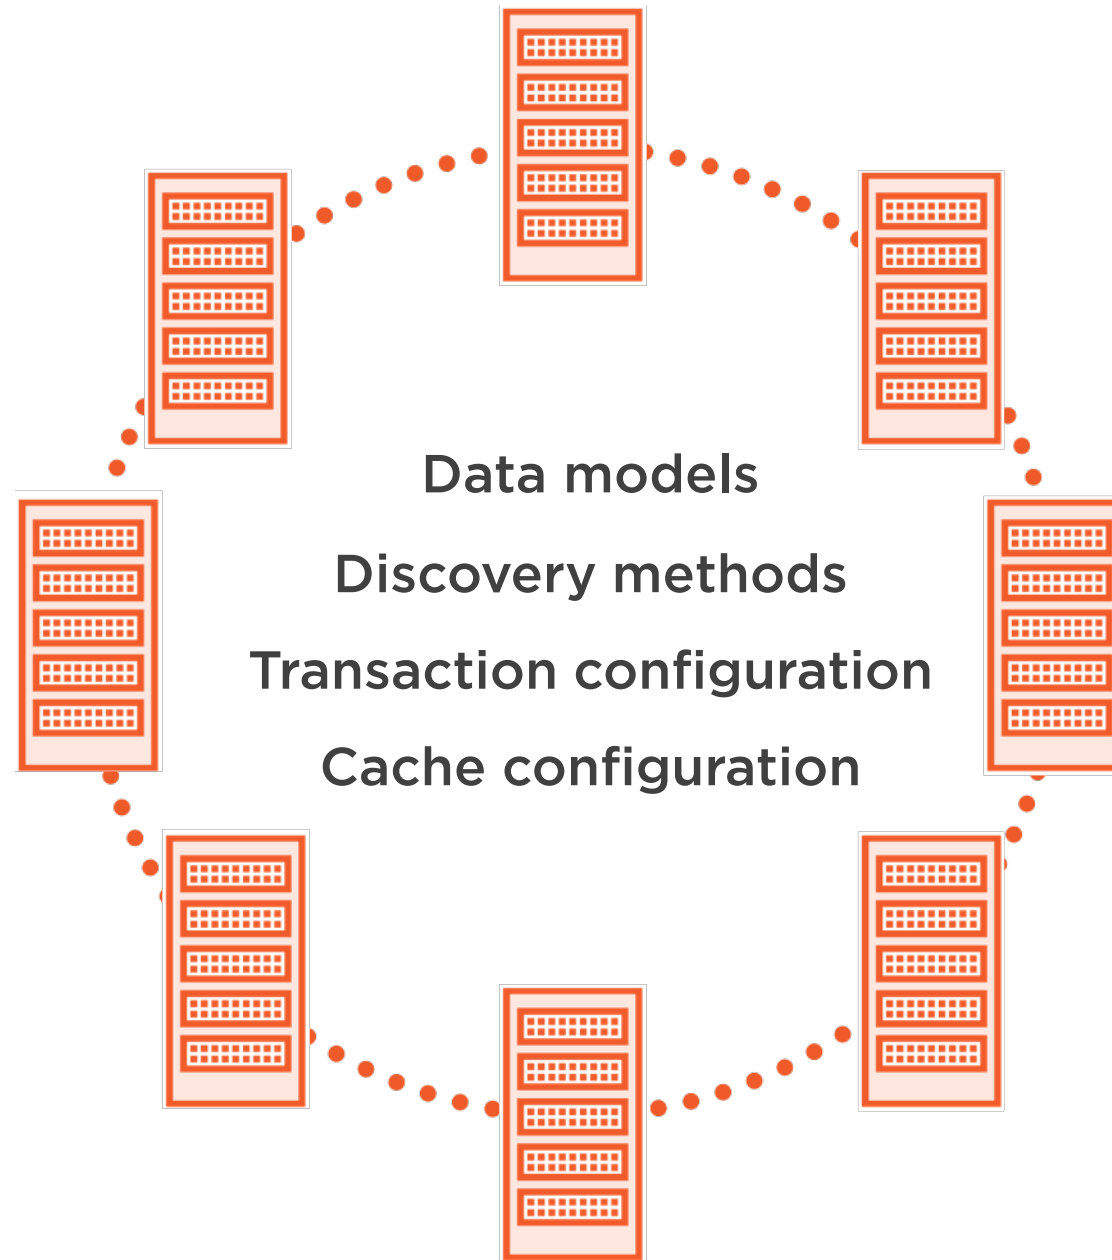 Data models
Discovery methods
Transaction configuration
Cache configuration